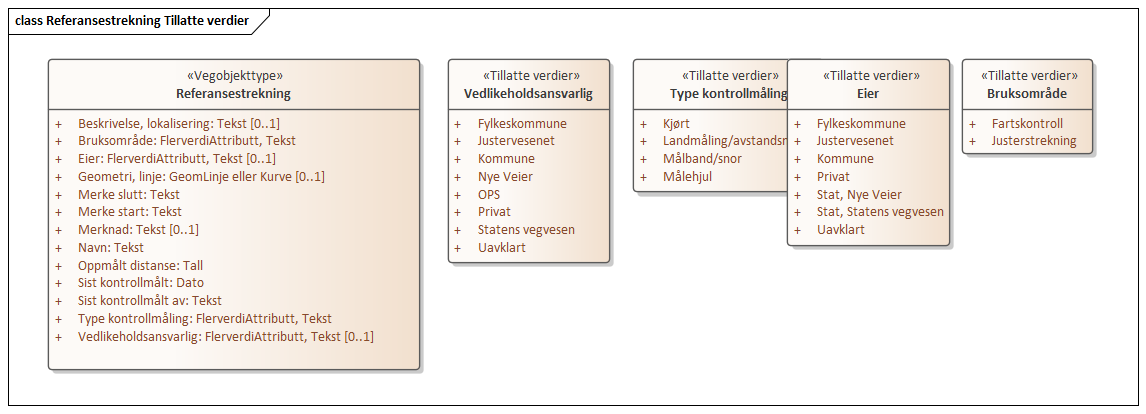 class Referansestrekning Tillatte verdier
«Vegobjekttype»
Referansestrekning
+ Beskrivelse, lokalisering: Tekst [0..1]
+ Bruksområde: FlerverdiAttributt, Tekst
+ Eier: FlerverdiAttributt, Tekst [0..1]
+ Geometri, linje: GeomLinje eller Kurve [0..1]
+ Merke slutt: Tekst
+ Merke start: Tekst
+ Merknad: Tekst [0..1]
+ Navn: Tekst
+ Oppmålt distanse: Tall
+ Sist kontrollmålt: Dato
+ Sist kontrollmålt av: Tekst
+ Type kontrollmåling: FlerverdiAttributt, Tekst
+ Vedlikeholdsansvarlig: FlerverdiAttributt, Tekst [0..1]
«Tillatte verdier»
Vedlikeholdsansvarlig
+ Fylkeskommune
+ Justervesenet
+ Kommune
+ Nye Veier
+ OPS
+ Privat
+ Statens vegvesen
+ Uavklart
«Tillatte verdier»
Type kontrollmåling
+ Kjørt
+ Landmåling/avstandsm
+ Målbånd/snor
+ Målehjul
«Tillatte verdier»
Eier
+ Fylkeskommune
+ Justervesenet
+ Kommune
+ Privat
+ Stat, Nye Veier
+ Stat, Statens vegvesen
+ Uavklart
«Tillatte verdier»
Bruksområde
+ Fartskontroll
+ Justerstrekning